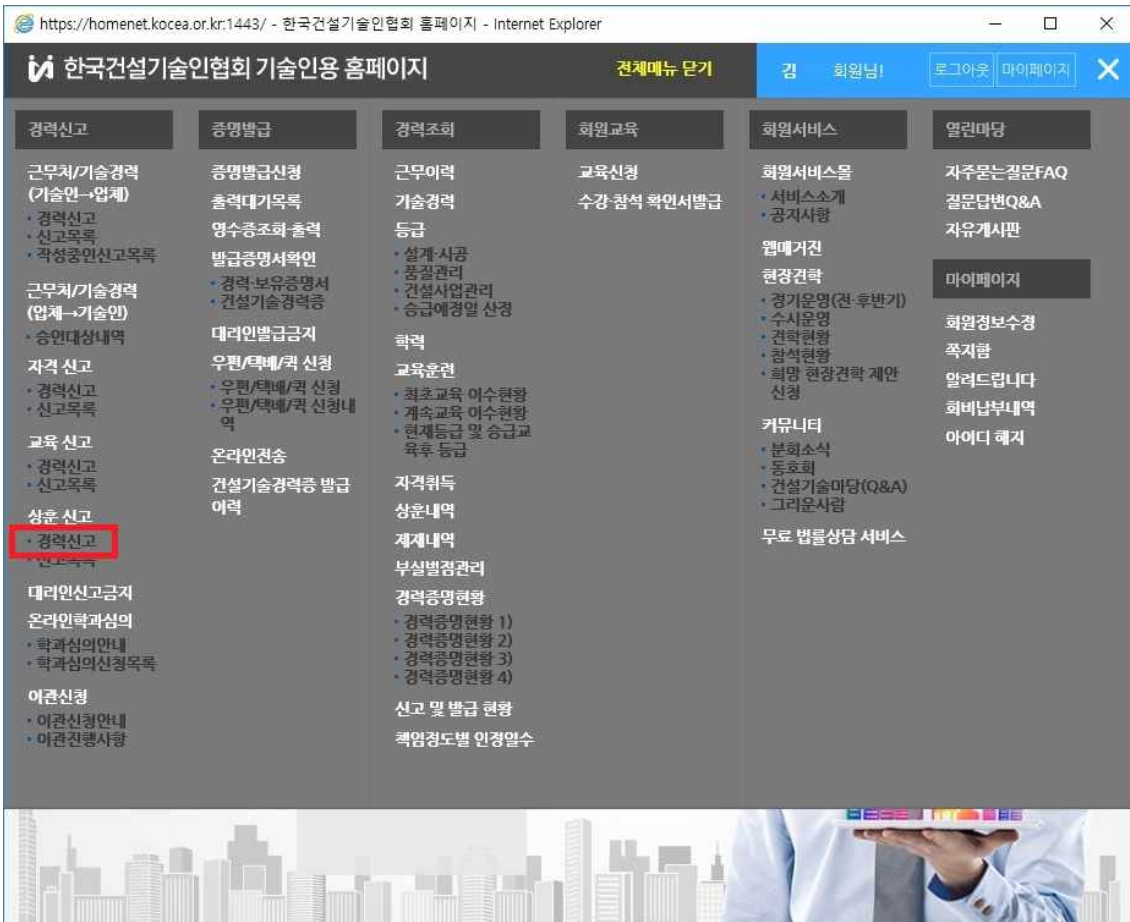 https://homenet.kocea.or.kr:1443/ - 한국건설기술인협회 홈페이지 - Internet Explorer
한국건설기술인협회 기술인용 홈페이지
전체메뉴 닫기
김 회원님!
로그아웃
마이페이지
경력신고
근무처/기술경력
(기술인→업체)
경력신고
신고목록
작성중인신고목록
근무처/기술경력
(업체→기술인)
승인대상내역
자격 신고
경력신고
신고목록
교육 신고
경력신고
신고목록
상훈 신고
경력신고
신고목록
대리인신고금지
온라인학과심의
학과심의안내
학과심의신청목록
이관신청
이관신청안내
이관진행사항
증명발급
증명발급신청
출력대기목록
영수증조회·출력
발급증명서확인
경력·보유증명서
건설기술경력증
대리인발급금지
우편/택배/퀵 신청
우편/택배/퀵 신청
우편/택배/퀵 신청내
역
온라인전송
건설기술경력증 발급
이력
경력조회
근무이력
기술경력
등급
설계·시공
품질관리
건설사업관리
승급예정일 산정
학력
교육훈련
최초교육 이수현황
계속교육 이수현황
현재등급 및 승급교
육후 등급
자격취득
상훈내역
제재내역
부실벌점관리
경력증명현황
경력증명현황 1)
경력증명현황 2)
경력증명현황 3)
경력증명현황 4)
신고 및 발급 현황
책임정도별 인정일수
회원교육
교육신청
수강·참석 확인서발급
회원서비스
회원서비스몰
서비스소개
공지사항
웹매거진
현장견학
정기운영(전·후반기)
수시운영
견학현황
참석현황
희망 현장견학 제안
신청
커뮤니티
분회소식
동호회
건설기술마당(Q&A)
그리운사람
무료 법률상담 서비스
열린마당
자주묻는질문FAQ
질문답변Q&A
자유게시판
마이페이지
회원정보수정
쪽지함
알려드립니다
회비납부내역
아이디 해지